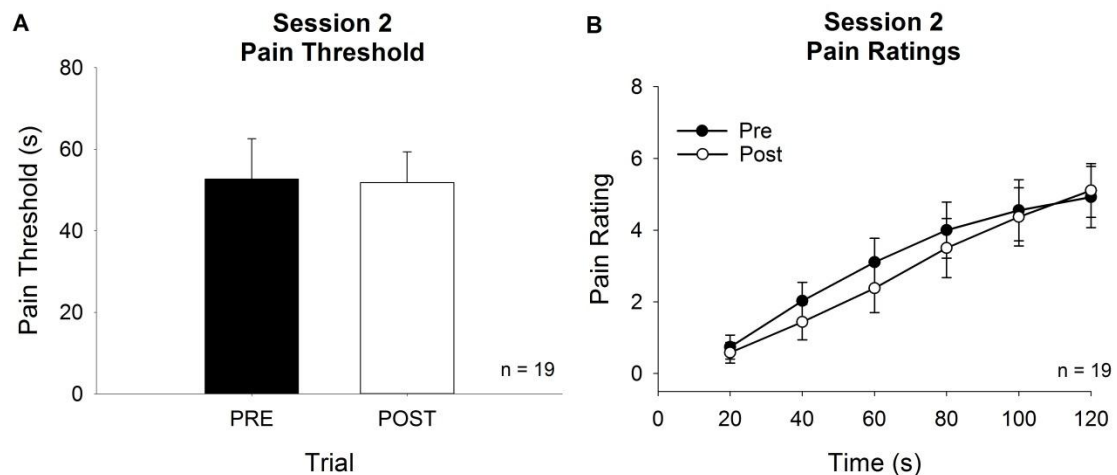 A
Session 2
Pain Threshold
80
60
40
20
0
Pain Threshold (s)
PRE
POST
Trial
n = 19
B
Session 2
Pain Ratings
8
6
4
2
0
Pain Rating
Pre
Post
n = 19
0 20 40 60 80 100 120
Time (s)